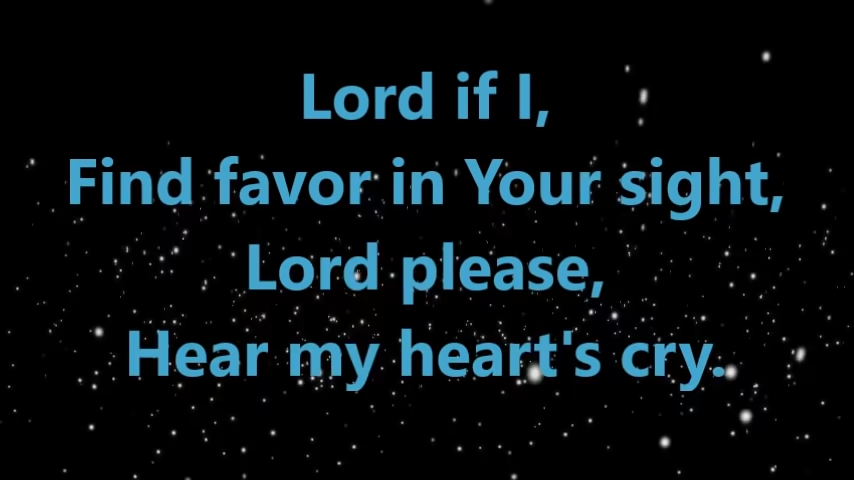 Lord if I,
Find favor in Your sight,
Lord please,
Hear my heart's cry.